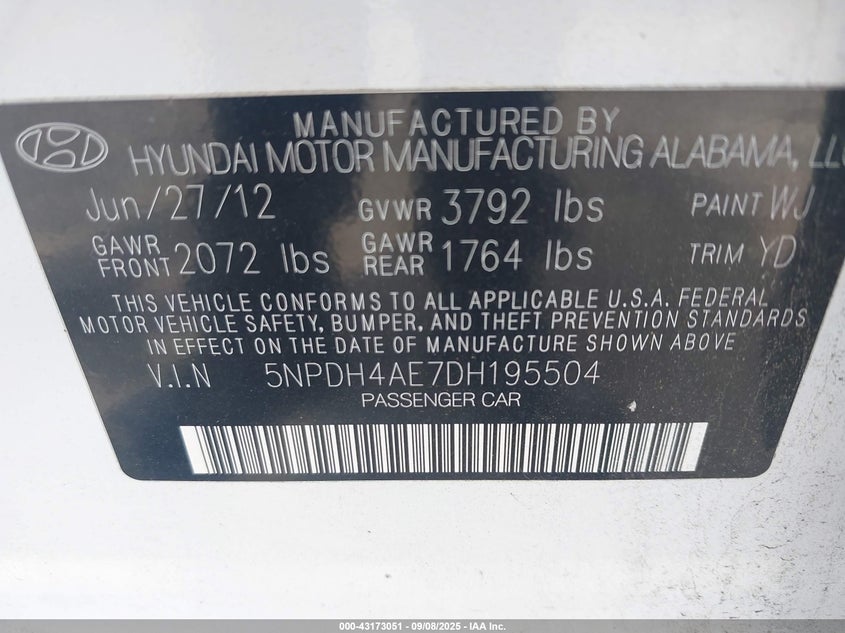 MANUFACTURED BY
HYUNDAI MOTOR MANUFACTURING ALABAMA, LLC
Jun/27/12 GVWR 3792 lbs PAINT WJ
GAWR FRONT 2072 lbs GAWR REAR 1764 lbs TRIM YD
THIS VEHICLE CONFORMS TO ALL APPLICABLE U.S.A. FEDERAL
MOTOR VEHICLE SAFETY, BUMPER, AND THEFT PREVENTION STANDARDS
IN EFFECT ON THE DATE OF MANUFACTURE SHOWN ABOVE
V.I.N 5NPDH4AE7DH195504
PASSENGER CAR
000-43173051 - 09/08/2025 - IAA Inc.